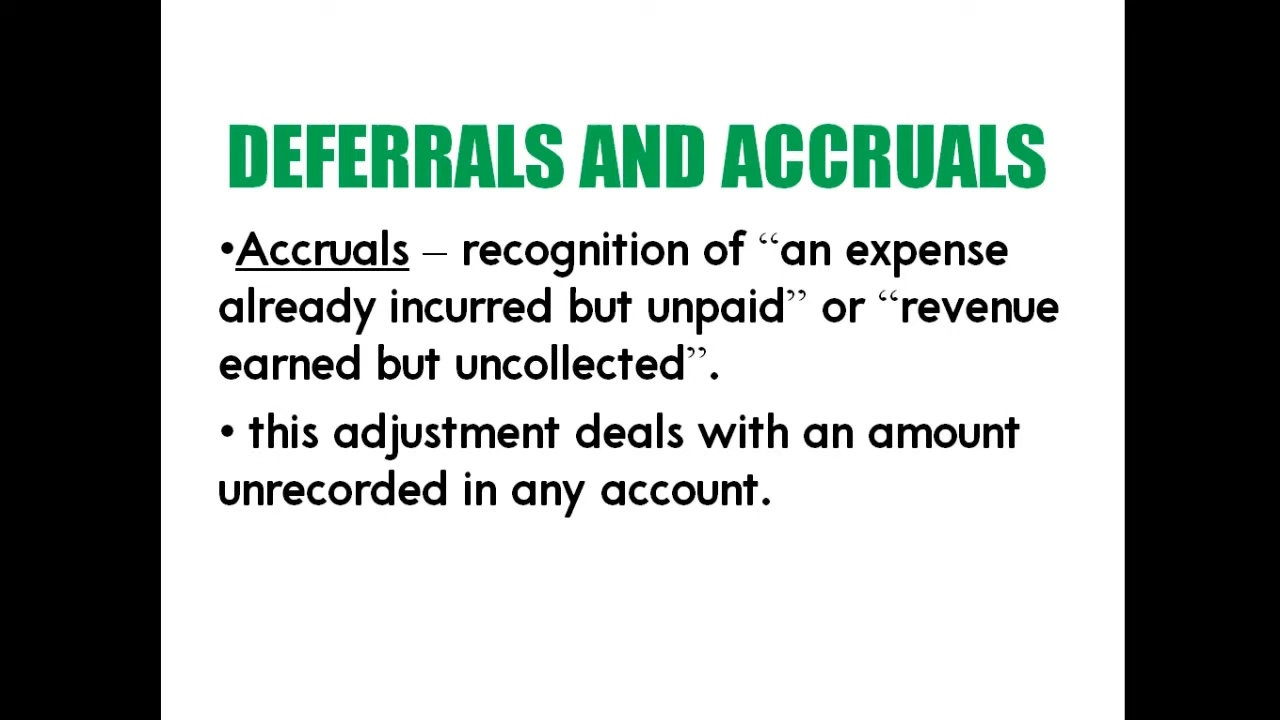 DEFERRALS AND ACCRUALS
•Accruals – recognition of “an expense
already incurred but unpaid” or “revenue
earned but uncollected”.
• this adjustment deals with an amount
unrecorded in any account.